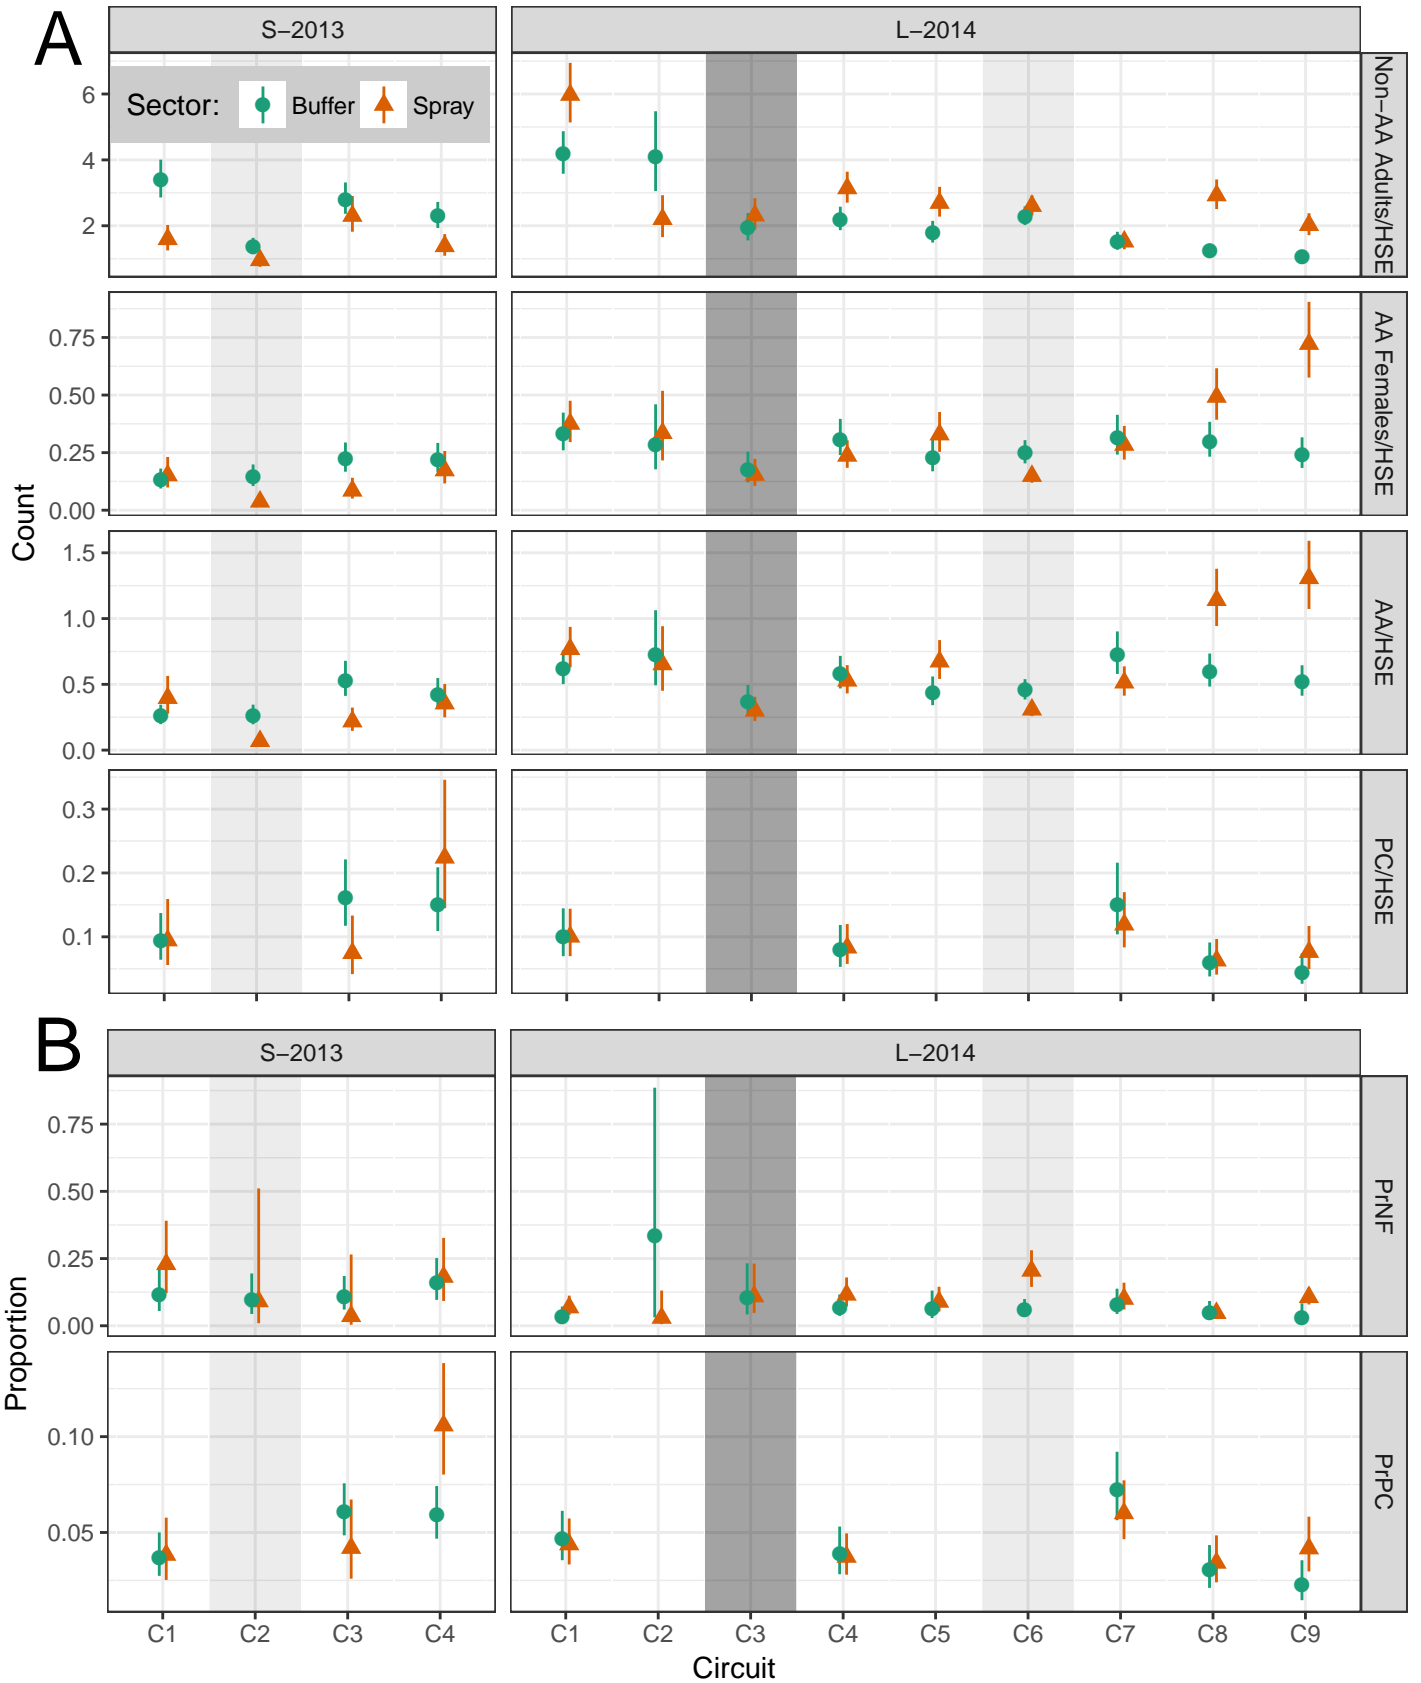 A
S−2013
L−2014
Sector: Buffer Spray
6
4
2
Non−AA Adults/HSE
0.75
0.50
0.25
0.00
AA Females/HSE
Count
1.5
1.0
0.5
0.0
AA/HSE
0.3
0.2
0.1
PC/HSE
B
S−2013
L−2014
0.75
0.50
0.25
0.00
PrNF
Proportion
0.10
0.05
PrPC
C1 C2 C3 C4 C1 C2 C3 C4 C5 C6 C7 C8 C9
Circuit